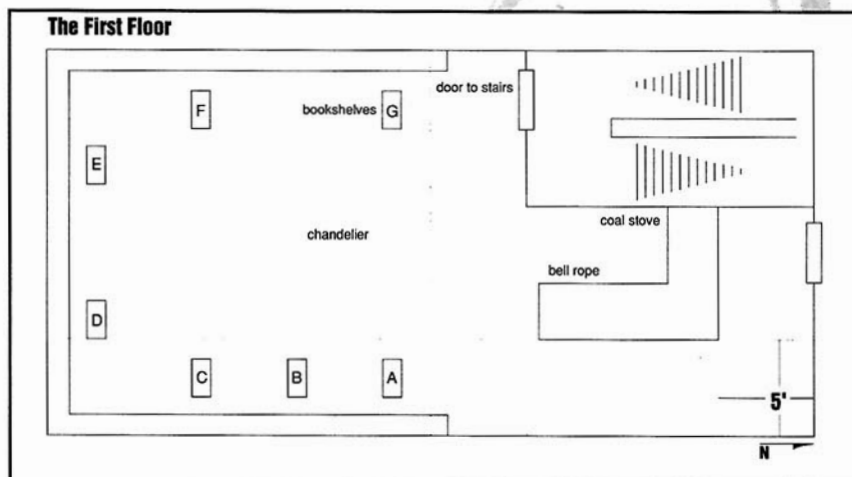 The First Floor
door to stairs
F
bookshelves
G
E
coal stove
chandelier
bell rope
D
C
B
A
5'
N